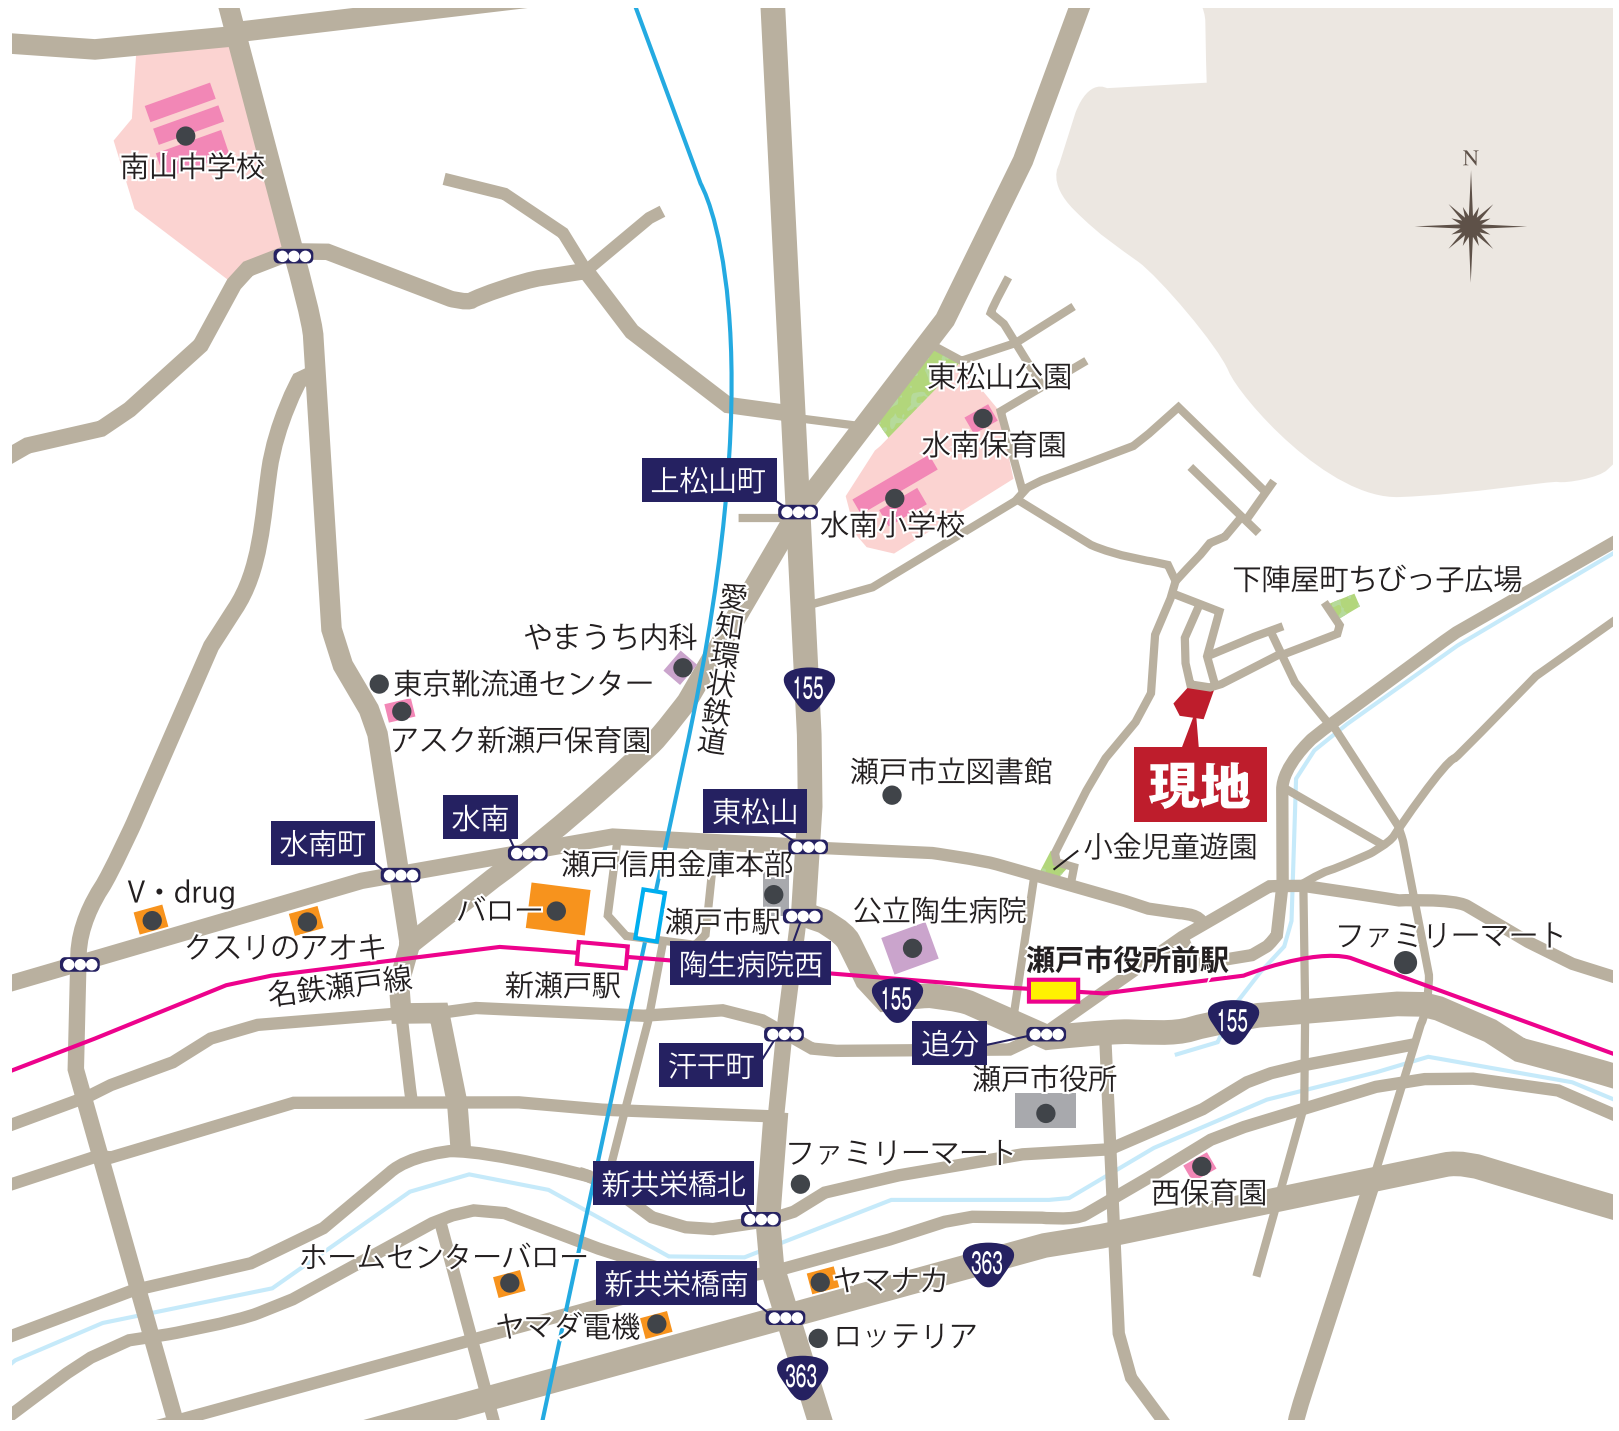 N
南山中学校
東松山公園
水南保育園
上松山町
水南小学校
下陣屋町ちびっ子広場
愛知環状鉄道
やまうち内科
東京靴流通センター
155
アスク新瀬戸保育園
瀬戸市立図書館
現地
水南
東松山
水南町
小金児童遊園
瀬戸信用金庫本部
V・drug
バロー
瀬戸市駅
公立陶生病院
クスリのアオキ
ファミリーマート
陶生病院西
瀬戸市役所前駅
名鉄瀬戸線
新瀬戸駅
155
155
追分
汗干町
瀬戸市役所
ファミリーマート
新共栄橋北
西保育園
ホームセンターバロー
363
新共栄橋南
ヤマナカ
ヤマダ電機
ロッテリア
363